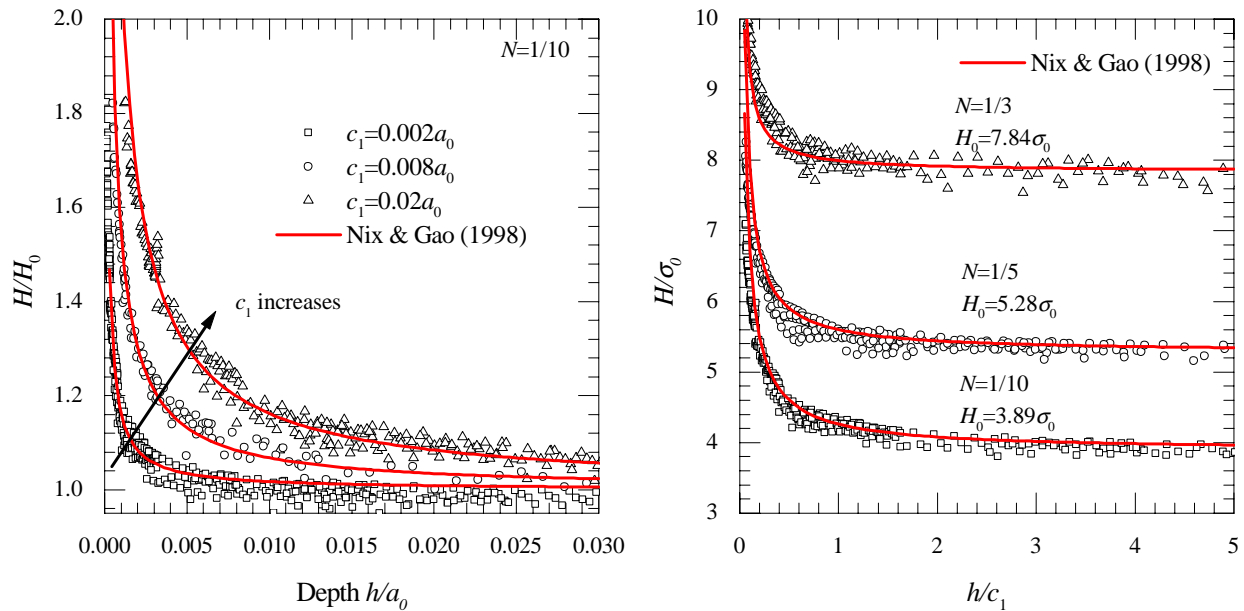 2.0
1.8
1.6
1.4
1.2
1.0
H/H₀
N=1/10
c₁=0.002a₀
c₁=0.008a₀
c₁=0.02a₀
Nix & Gao (1998)
c₁ increases
0.000 0.005 0.010 0.015 0.020 0.025 0.030
Depth h/a₀
10
9
8
7
6
5
4
3
H/σ₀
Nix & Gao (1998)
N=1/3
H₀=7.84σ₀
N=1/5
H₀=5.28σ₀
N=1/10
H₀=3.89σ₀
0 1 2 3 4 5
h/c₁